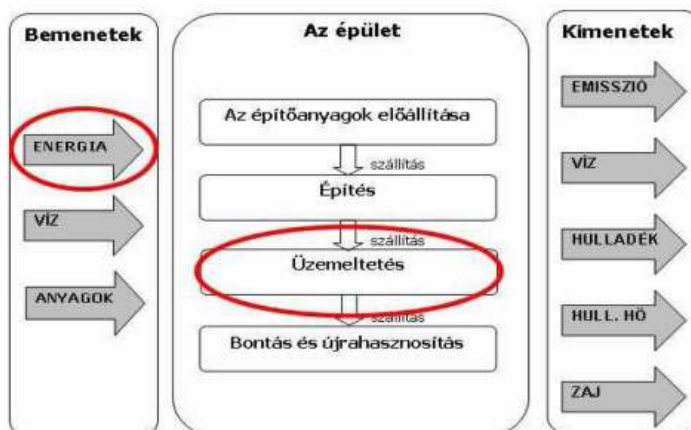 Bemenetek
ENERGIA
VÍZ
ANYAGOK
Az épület
Az építőanyagok előállítása
szállítás
Építés
szállítás
Üzemeltetés
szállítás
Bontás és újrahasznosítás
Kimenetek
EMISSZIÓ
VÍZ
HULLADÉK
HULL. HŐ
ZAJ